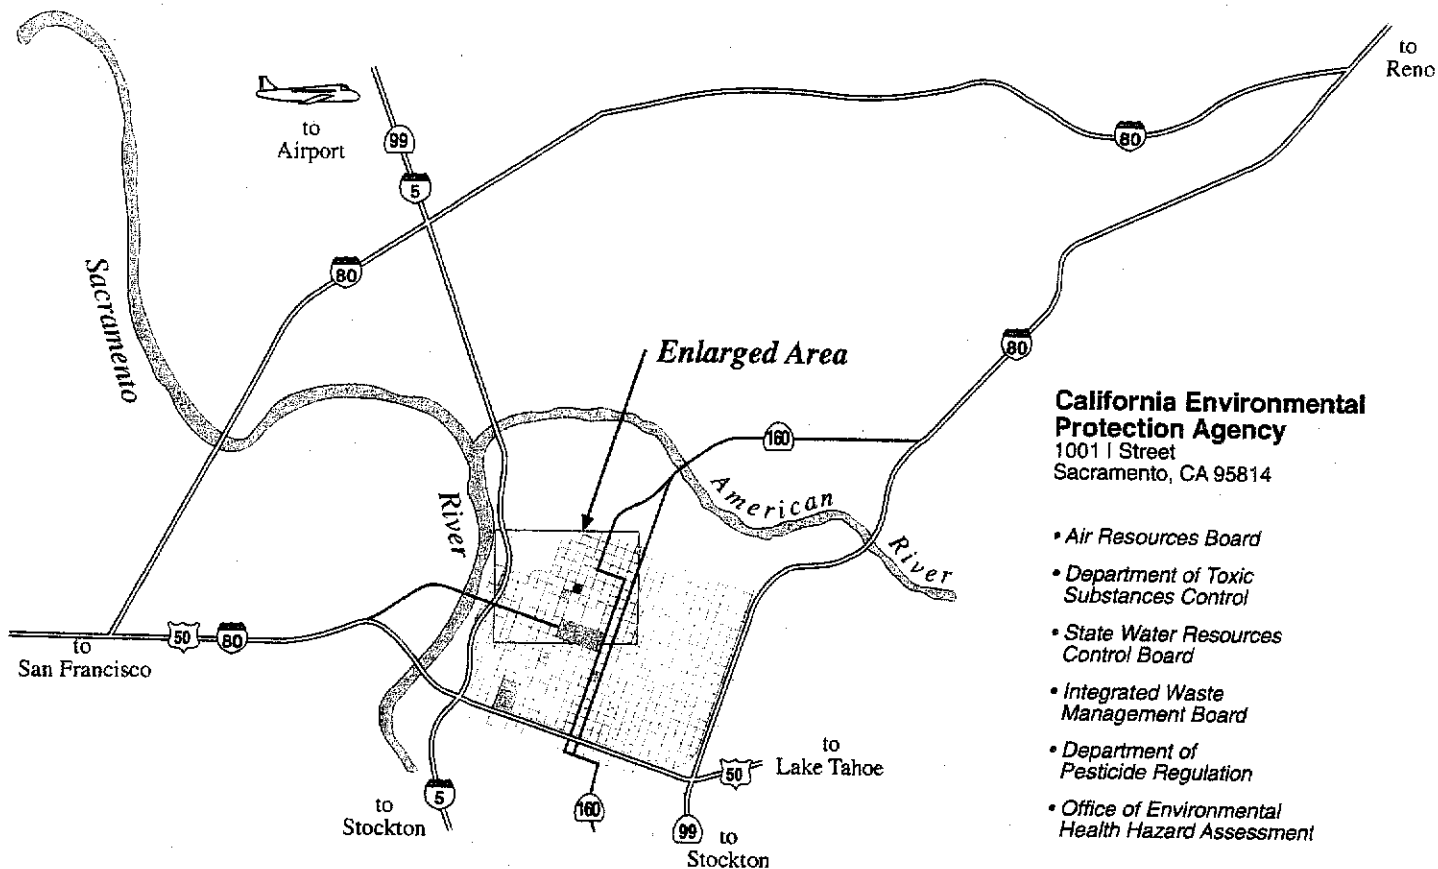 to
Reno
to
Airport
99
5
80
80
Sacramento
80
Enlarged Area
160
California Environmental
Protection Agency
1001 I Street
Sacramento, CA 95814
American
River
River
• Air Resources Board
• Department of Toxic
Substances Control
• State Water Resources
Control Board
• Integrated Waste
Management Board
• Department of
Pesticide Regulation
• Office of Environmental
Health Hazard Assessment
50
80
to
San Francisco
to
Lake Tahoe
50
to
Stockton
5
160
99
to
Stockton